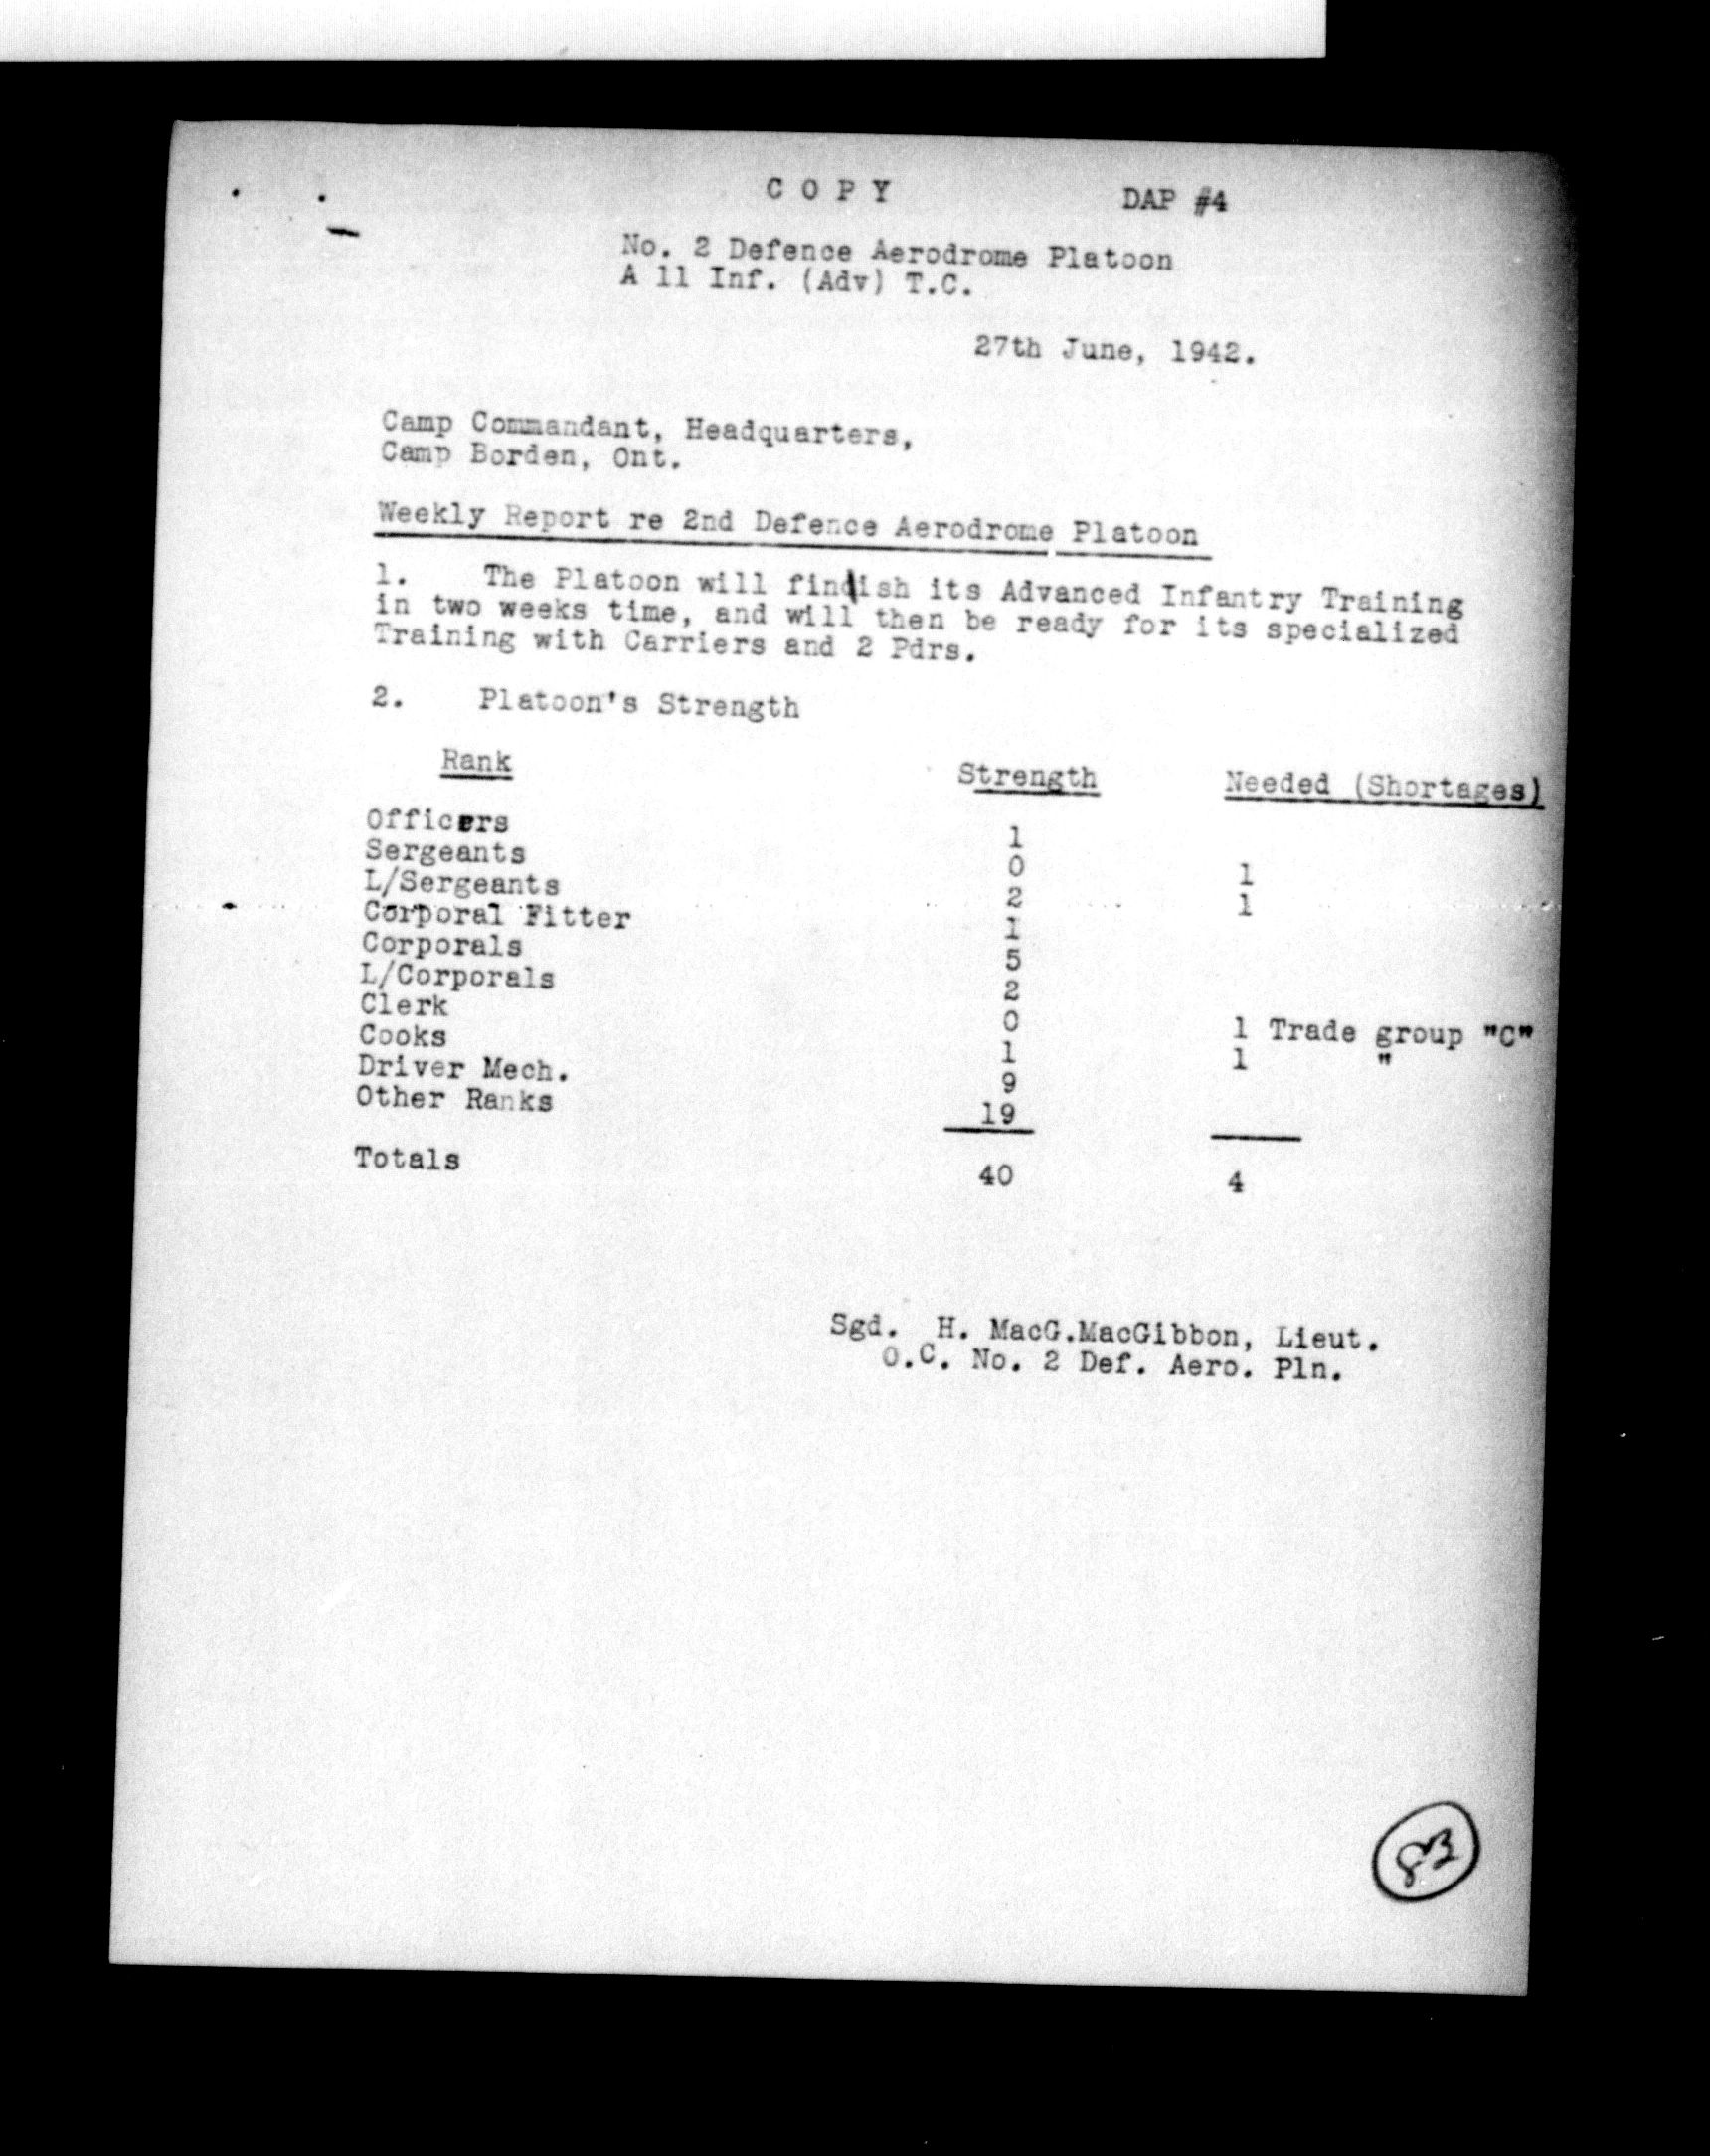 COPY DAP #4
No. 2 Defence Aerodrome Platoon
A 11 Inf. (Adv) T.C.
27th June, 1942.
Camp Commandant, Headquarters,
Camp Borden, Ont.
Weekly Report re 2nd Defence Aerodrome Platoon
1. The Platoon will findish its Advanced Infantry Training
in two weeks time, and will then be ready for its specialized
Training with Carriers and 2 Pdrs.
2. Platoon's Strength
Rank Strength Needed (Shortages)
Officers 1
Sergeants 0 1
L/Sergeants 2 1
Corporal Fitter 1
Corporals 5
L/Corporals 2
Clerk 0 1 Trade group "C"
Cooks 1 1 "
Driver Mech. 9
Other Ranks 19
Totals 40 4
Sgd. H. MacG.MacGibbon, Lieut.
O.C. No. 2 Def. Aero. Pln.
83